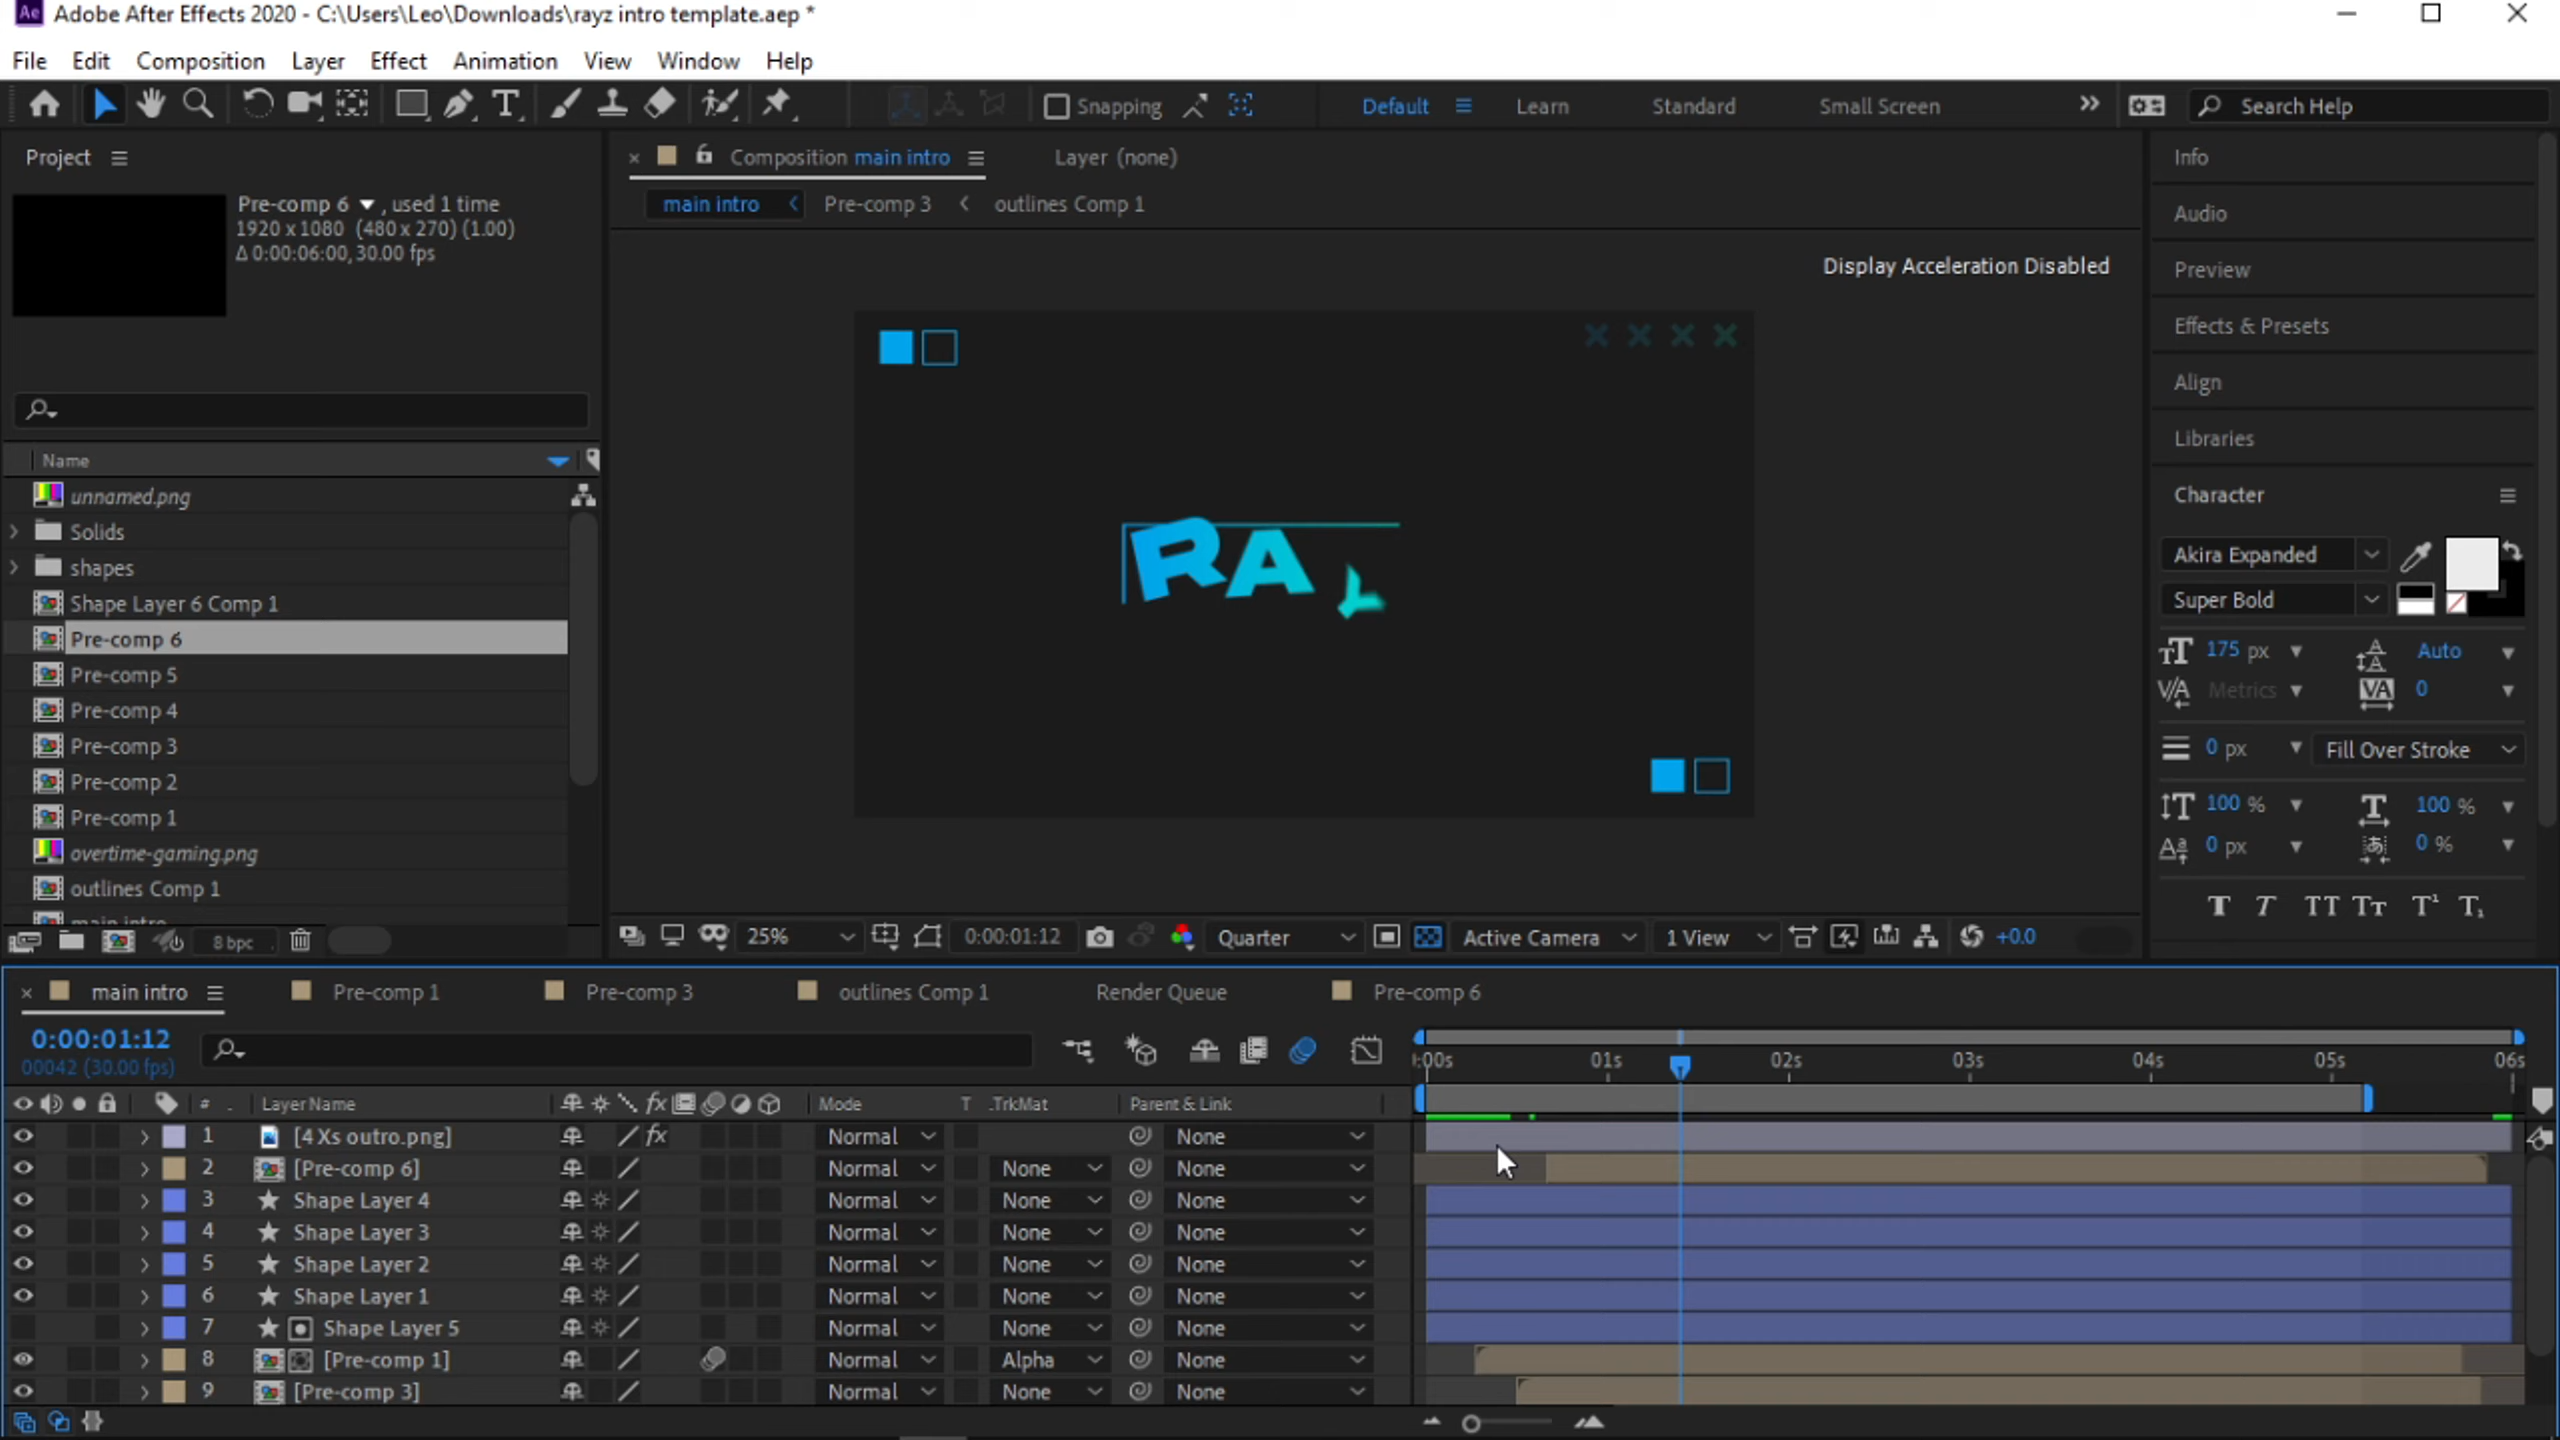 Ae Adobe After Effects 2020 - C:\Users\Leo\Downloads\rayz intro template.aep *
File Edit Composition Layer Effect Animation View Window Help
Snapping Default Learn Standard Small Screen Search Help
Project
Pre-comp 6 , used 1 time
1920 x 1080 (480 x 270) (1.00)
Δ 0:00:06:00, 30.00 fps
Name
unnamed.png
Solids
shapes
Shape Layer 6 Comp 1
Pre-comp 6
Pre-comp 5
Pre-comp 4
Pre-comp 3
Pre-comp 2
Pre-comp 1
overtime-gaming.png
outlines Comp 1
main intro
8 bpc
Composition main intro Layer (none)
main intro Pre-comp 3 outlines Comp 1
Display Acceleration Disabled
RAY
25% 0:00:01:12 Quarter Active Camera 1 View +0.0
Info
Audio
Preview
Effects & Presets
Align
Libraries
Character
Akira Expanded
Super Bold
175 px Auto
Metrics 0
0 px Fill Over Stroke
100 % 100 %
0 px 0 %
main intro Pre-comp 1 Pre-comp 3 outlines Comp 1 Render Queue Pre-comp 6
0:00:01:12
00042 (30.00 fps)
:00s 01s 02s 03s 04s 05s 06s
# Layer Name Mode T .TrkMat Parent & Link
1 [4 Xs outro.png] Normal None
2 [Pre-comp 6] Normal None None
3 Shape Layer 4 Normal None None
4 Shape Layer 3 Normal None None
5 Shape Layer 2 Normal None None
6 Shape Layer 1 Normal None None
7 Shape Layer 5 Normal None None
8 [Pre-comp 1] Normal Alpha None
9 [Pre-comp 3] Normal None None